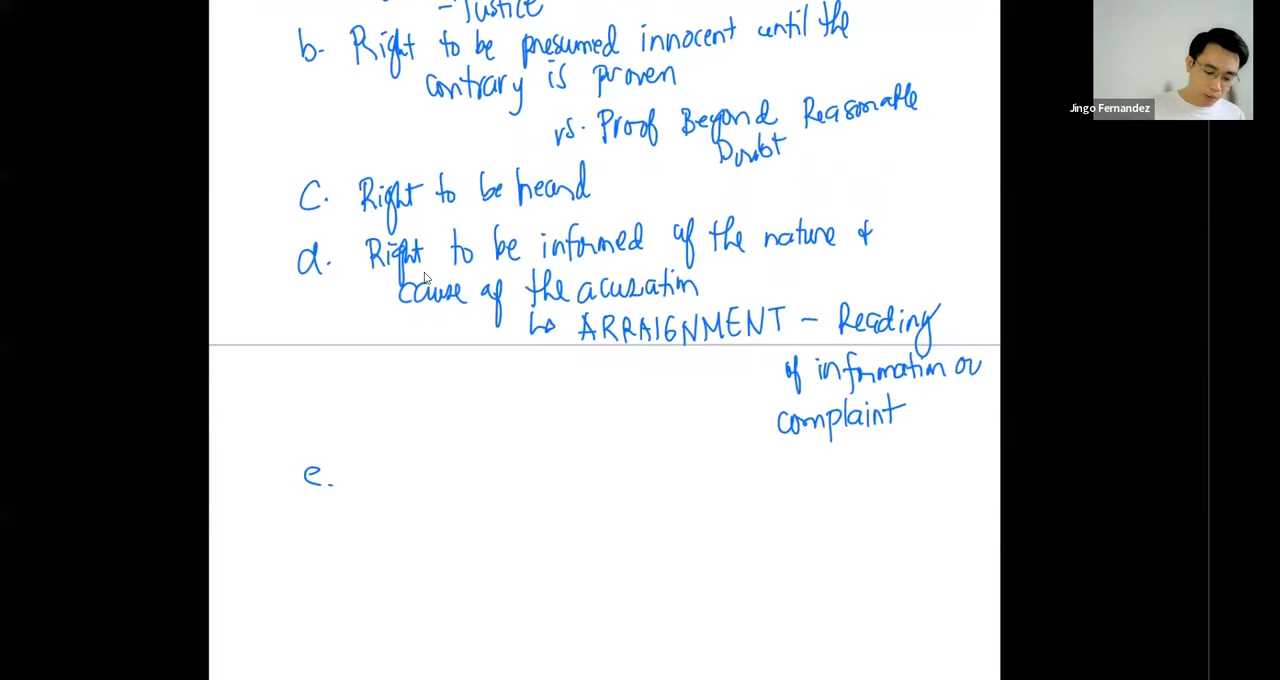 - Justice
b. Right to be presumed innocent until the
contrary is proven
vs. Proof Beyond Reasonable
Doubt
C. Right to be heard
d. Right to be informed of the nature &
cause of the acusation
↳ ARRAIGNMENT - Reading
of information or
complaint
e.
Jingo Fernandez